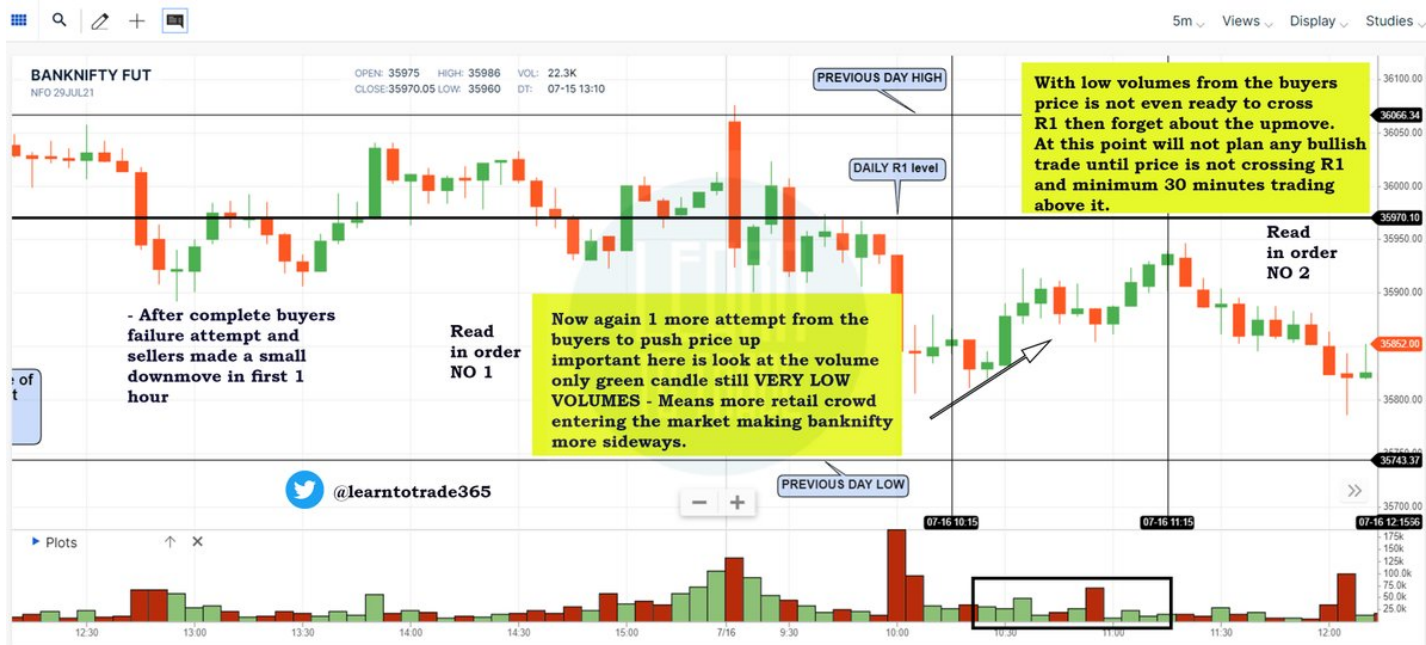 5m
Views
Display
Studies
BANKNIFTY FUT
NFO 29JUL21
OPEN: 35975 HIGH: 35986 VOL: 22.3K
CLOSE:35970.05 LOW: 35960 DT: 07-15 13:10
PREVIOUS DAY HIGH
With low volumes from the buyers
price is not even ready to cross
R1 then forget about the upmove.
At this point will not plan any bullish
trade until price is not crossing R1
and minimum 30 minutes trading
above it.
DAILY R1 level
36100.00
36066.34
36050.00
36000.00
35970.10
35950.00
35900.00
35852.00
35800.00
35743.37
35700.00
Read
in order
NO 2
- After complete buyers
failure attempt and
sellers made a small
downmove in first 1
hour
Read
in order
NO 1
Now again 1 more attempt from the
buyers to push price up
important here is look at the volume
only green candle still VERY LOW
VOLUMES - Means more retail crowd
entering the market making banknifty
more sideways.
of
t
PREVIOUS DAY LOW
@learntotrade365
07-16 10:15
07-16 11:15
Plots
175k
150k
125k
100.0k
75.0k
50.0k
25.0k
12:30 13:00 13:30 14:00 14:30 15:00 7/16 9:30 10:00 10:30 11:00 11:30 12:00